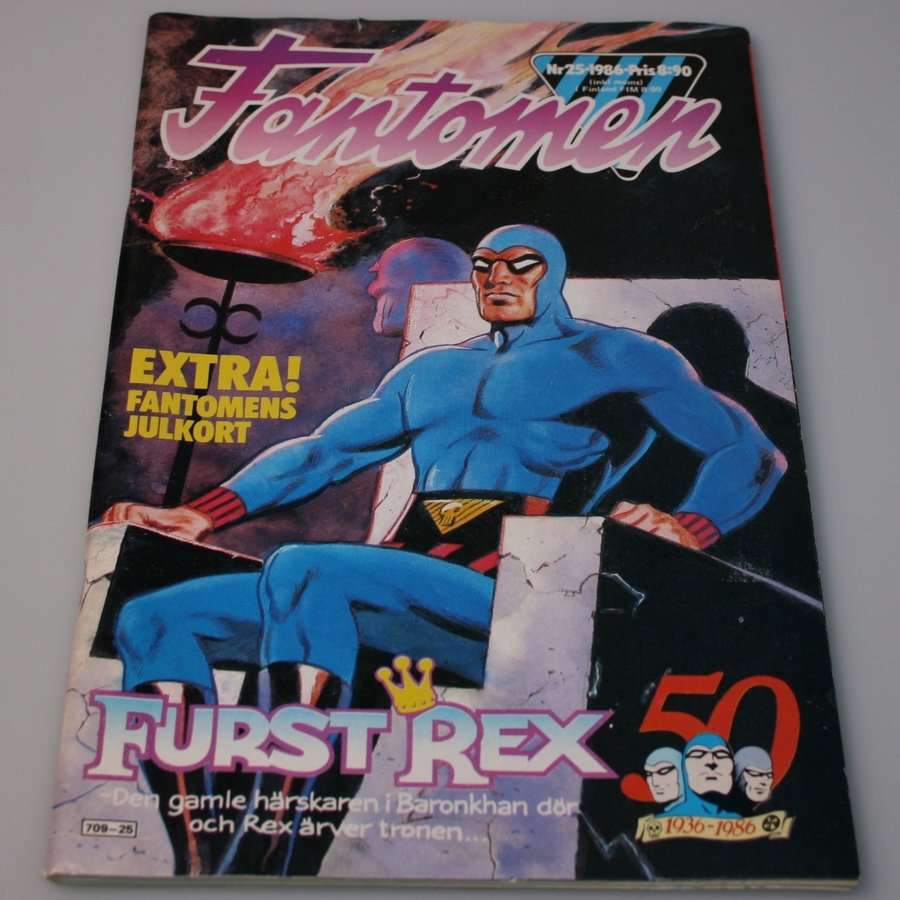 Fantomen
Nr 25-1986-Pris 8:90
(inkl moms)
I Finland FIM 8 90
EXTRA!
FANTOMENS
JULKORT
FURST REX
-Den gamle härskaren i Baronkhan dör
och Rex ärver tronen...
709-25
50
1936-1986